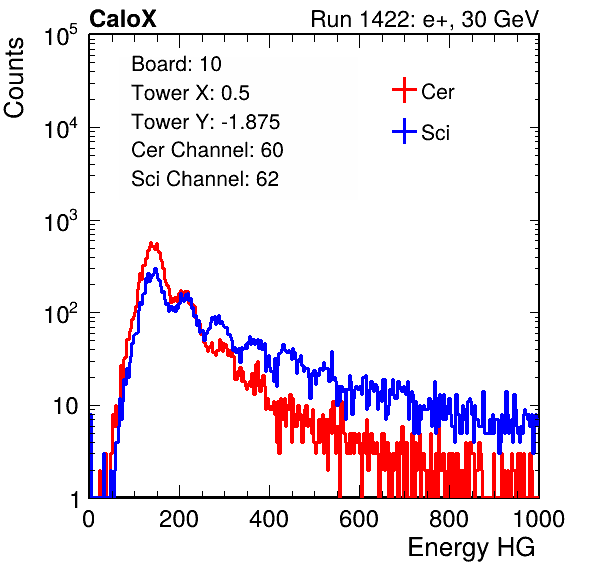 CaloX Run 1422: e+, 30 GeV
Counts
Board: 10
Tower X: 0.5
Tower Y: -1.875
Cer Channel: 60
Sci Channel: 62
Cer
Sci
10^5
10^4
10^3
10^2
10
1
0 200 400 600 800 1000
Energy HG